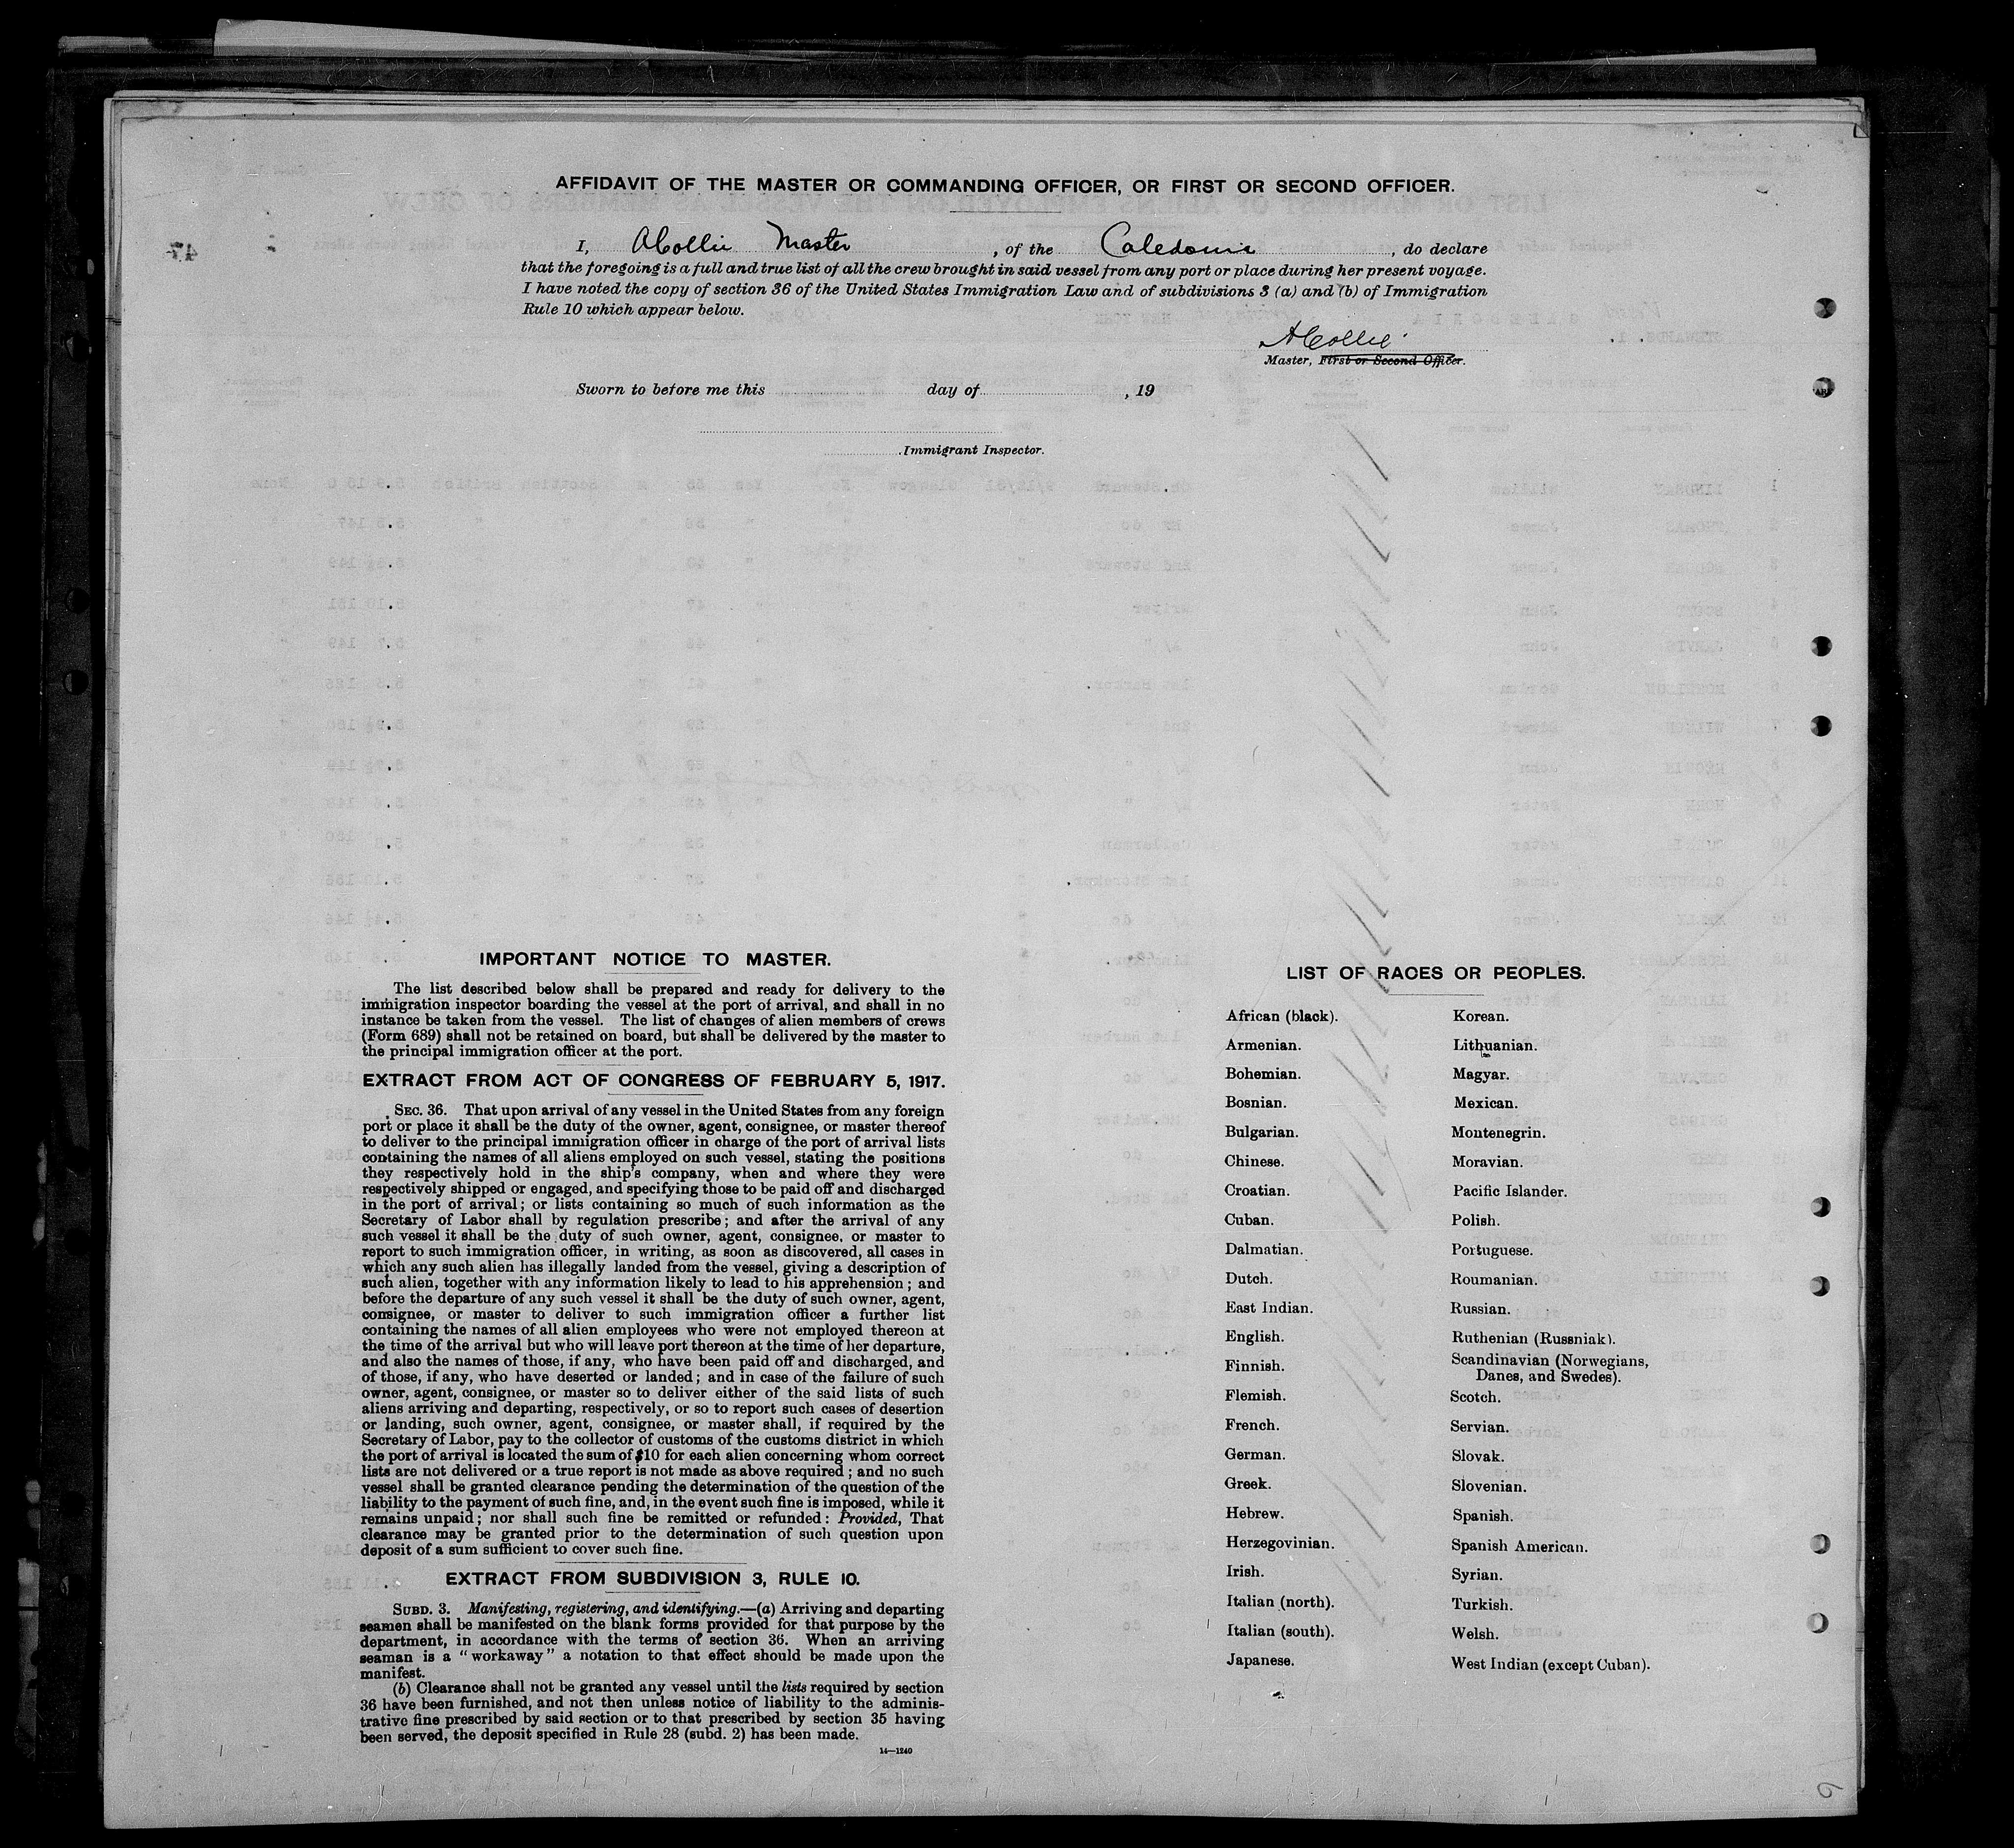 AFFIDAVIT OF THE MASTER OR COMMANDING OFFICER, OR FIRST OR SECOND OFFICER.
I, A Collie Master, of the Caledonia, do declare
that the foregoing is a full and true list of all the crew brought in said vessel from any port or place during her present voyage.
I have noted the copy of section 36 of the United States Immigration Law and of subdivisions 3 (a) and (b) of Immigration
Rule 10 which appear below.
A Collie
Master, First or Second Officer.
Sworn to before me this day of , 19
Immigrant Inspector.
IMPORTANT NOTICE TO MASTER.
The list described below shall be prepared and ready for delivery to the
immigration inspector boarding the vessel at the port of arrival, and shall in no
instance be taken from the vessel. The list of changes of alien members of crews
(Form 689) shall not be retained on board, but shall be delivered by the master to
the principal immigration officer at the port.
EXTRACT FROM ACT OF CONGRESS OF FEBRUARY 5, 1917.
SEC. 36. That upon arrival of any vessel in the United States from any foreign
port or place it shall be the duty of the owner, agent, consignee, or master thereof
to deliver to the principal immigration officer in charge of the port of arrival lists
containing the names of all aliens employed on such vessel, stating the positions
they respectively hold in the ship's company, when and where they were
respectively shipped or engaged, and specifying those to be paid off and discharged
in the port of arrival; or lists containing so much of such information as the
Secretary of Labor shall by regulation prescribe; and after the arrival of any
such vessel it shall be the duty of such owner, agent, consignee, or master to
report to such immigration officer, in writing, as soon as discovered, all cases in
which any such alien has illegally landed from the vessel, giving a description of
such alien, together with any information likely to lead to his apprehension; and
before the departure of any such vessel it shall be the duty of such owner, agent,
consignee, or master to deliver to such immigration officer a further list
containing the names of all alien employees who were not employed thereon at
the time of the arrival but who will leave port thereon at the time of her departure,
and also the names of those, if any, who have been paid off and discharged, and
of those, if any, who have deserted or landed; and in case of the failure of such
owner, agent, consignee, or master so to deliver either of the said lists of such
aliens arriving and departing, respectively, or so to report such cases of desertion
or landing, such owner, agent, consignee, or master shall, if required by the
Secretary of Labor, pay to the collector of customs of the customs district in which
the port of arrival is located the sum of $10 for each alien concerning whom correct
lists are not delivered or a true report is not made as above required; and no such
vessel shall be granted clearance pending the determination of the question of the
liability to the payment of such fine, and, in the event such fine is imposed, while it
remains unpaid; nor shall such fine be remitted or refunded: Provided, That
clearance may be granted prior to the determination of such question upon
deposit of a sum sufficient to cover such fine.
EXTRACT FROM SUBDIVISION 3, RULE 10.
SUBD. 3. Manifesting, registering, and identifying.—(a) Arriving and departing
seamen shall be manifested on the blank forms provided for that purpose by the
department, in accordance with the terms of section 36. When an arriving
seaman is a "workaway" a notation to that effect should be made upon the
manifest.
(b) Clearance shall not be granted any vessel until the lists required by section
36 have been furnished, and not then unless notice of liability to the adminis-
trative fine prescribed by said section or to that prescribed by section 35 having
been served, the deposit specified in Rule 28 (subd. 2) has been made.
14—1240
LIST OF RACES OR PEOPLES.
African (black).
Armenian.
Bohemian.
Bosnian.
Bulgarian.
Chinese.
Croatian.
Cuban.
Dalmatian.
Dutch.
East Indian.
English.
Finnish.
Flemish.
French.
German.
Greek.
Hebrew.
Herzegovinian.
Irish.
Italian (north).
Italian (south).
Japanese.
Korean.
Lithuanian.
Magyar.
Mexican.
Montenegrin.
Moravian.
Pacific Islander.
Polish.
Portuguese.
Roumanian.
Russian.
Ruthenian (Russniak).
Scandinavian (Norwegians,
Danes, and Swedes).
Scotch.
Servian.
Slovak.
Slovenian.
Spanish.
Spanish American.
Syrian.
Turkish.
Welsh.
West Indian (except Cuban).